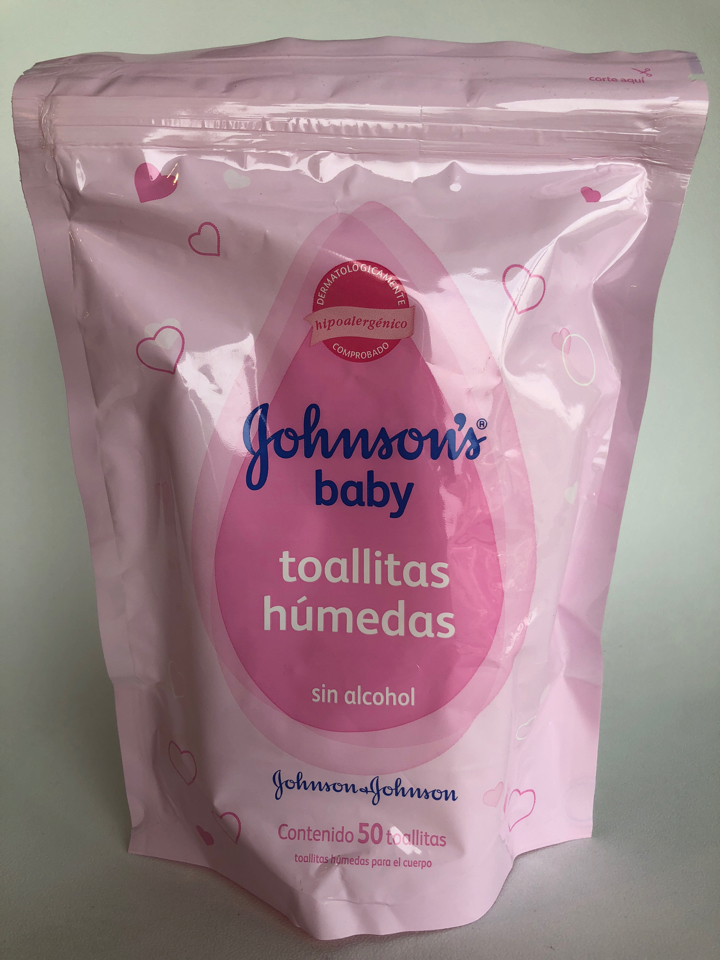 corte aquí
DERMATOLÓGICAMENTE
hipoalergénico
COMPROBADO
Johnson's®
baby
toallitas
húmedas
sin alcohol
Johnson+Johnson
Contenido 50 toallitas
toallitas húmedas para el cuerpo